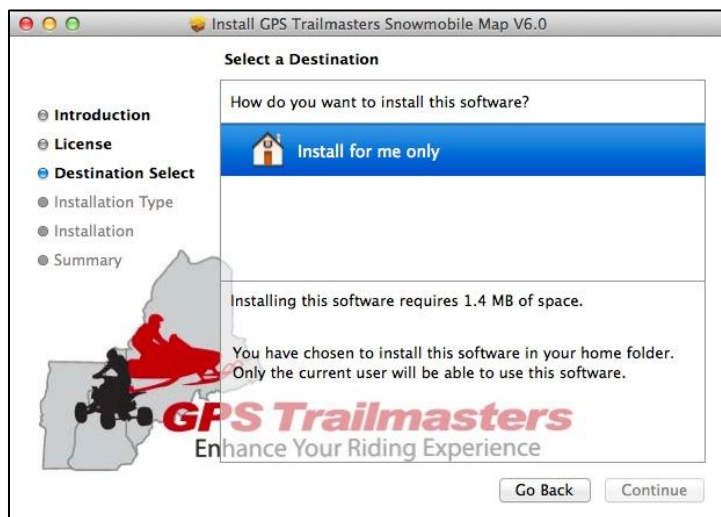 Install GPS Trailmasters Snowmobile Map V6.0
Select a Destination
Introduction
License
Destination Select
Installation Type
Installation
Summary
How do you want to install this software?
Install for me only
Installing this software requires 1.4 MB of space.
You have chosen to install this software in your home folder.
Only the current user will be able to use this software.
GPS Trailmasters
Enhance Your Riding Experience
Go Back
Continue